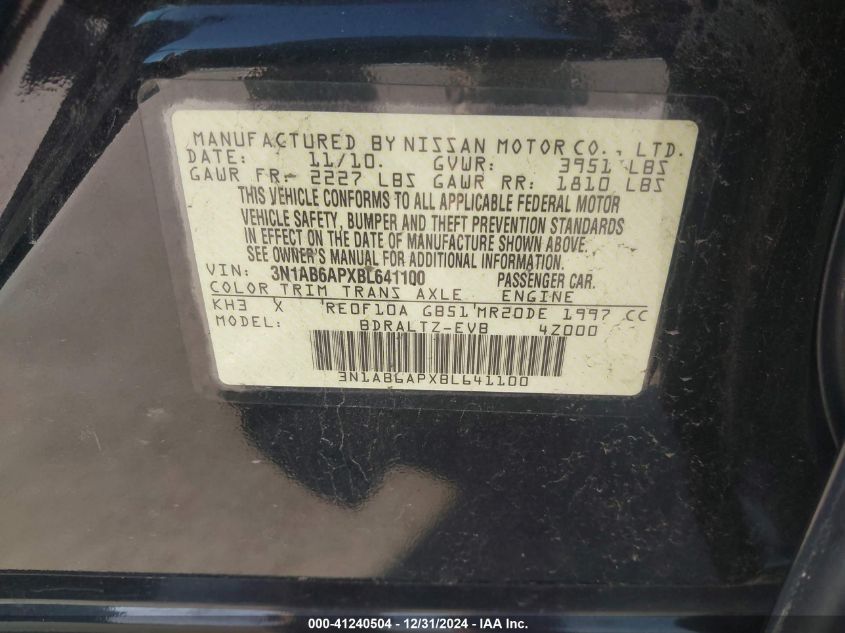 MANUFACTURED BY NISSAN MOTOR CO., LTD.
DATE: 11/10. GVWR: 3951 LBS
GAWR FR: 2227 LBS GAWR RR: 1810 LBS
THIS VEHICLE CONFORMS TO ALL APPLICABLE FEDERAL MOTOR
VEHICLE SAFETY, BUMPER AND THEFT PREVENTION STANDARDS
IN EFFECT ON THE DATE OF MANUFACTURE SHOWN ABOVE.
SEE OWNER'S MANUAL FOR ADDITIONAL INFORMATION.
VIN: 3N1AB6APXBL641100 PASSENGER CAR.
COLOR TRIM TRANS AXLE ENGINE
KH3 X RE0F10A GB51 MR20DE 1997 CC
MODEL: BDRALTZ-EVB 4Z000
3N1AB6APXBL641100
000-41240504 - 12/31/2024 - IAA Inc.